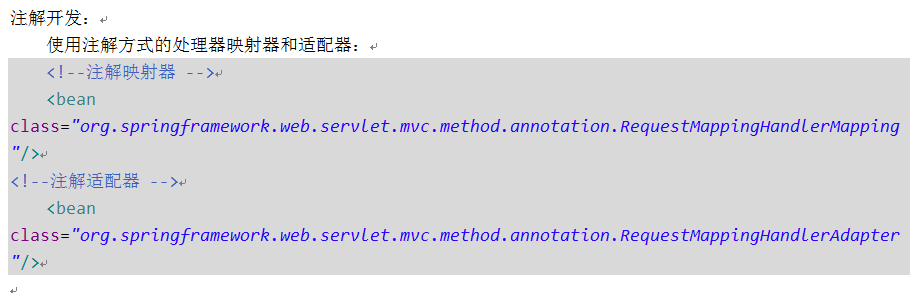 注解开发：
使用注解方式的处理器映射器和适配器：
<!--注解映射器 -->
<bean
class="org.springframework.web.servlet.mvc.method.annotation.RequestMappingHandlerMapping
"/>
<!--注解适配器 -->
<bean
class="org.springframework.web.servlet.mvc.method.annotation.RequestMappingHandlerAdapter
"/>